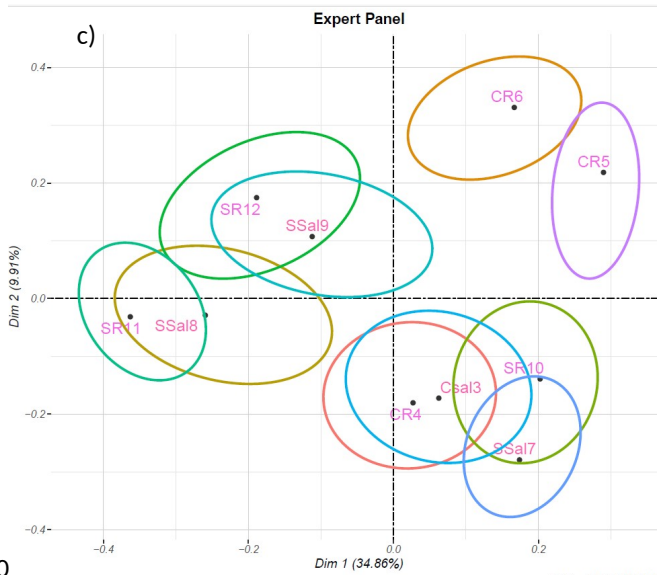 Expert Panel
c)
0.4
CR6
CR5
0.2
SR12
SSal9
Dim 2 (9.91%)
0.0
SR11
SSal8
SR10
Csal3
CR4
-0.2
SSal7
-0.4
-0.4
-0.2
0.0
0.2
Dim 1 (34.86%)
0